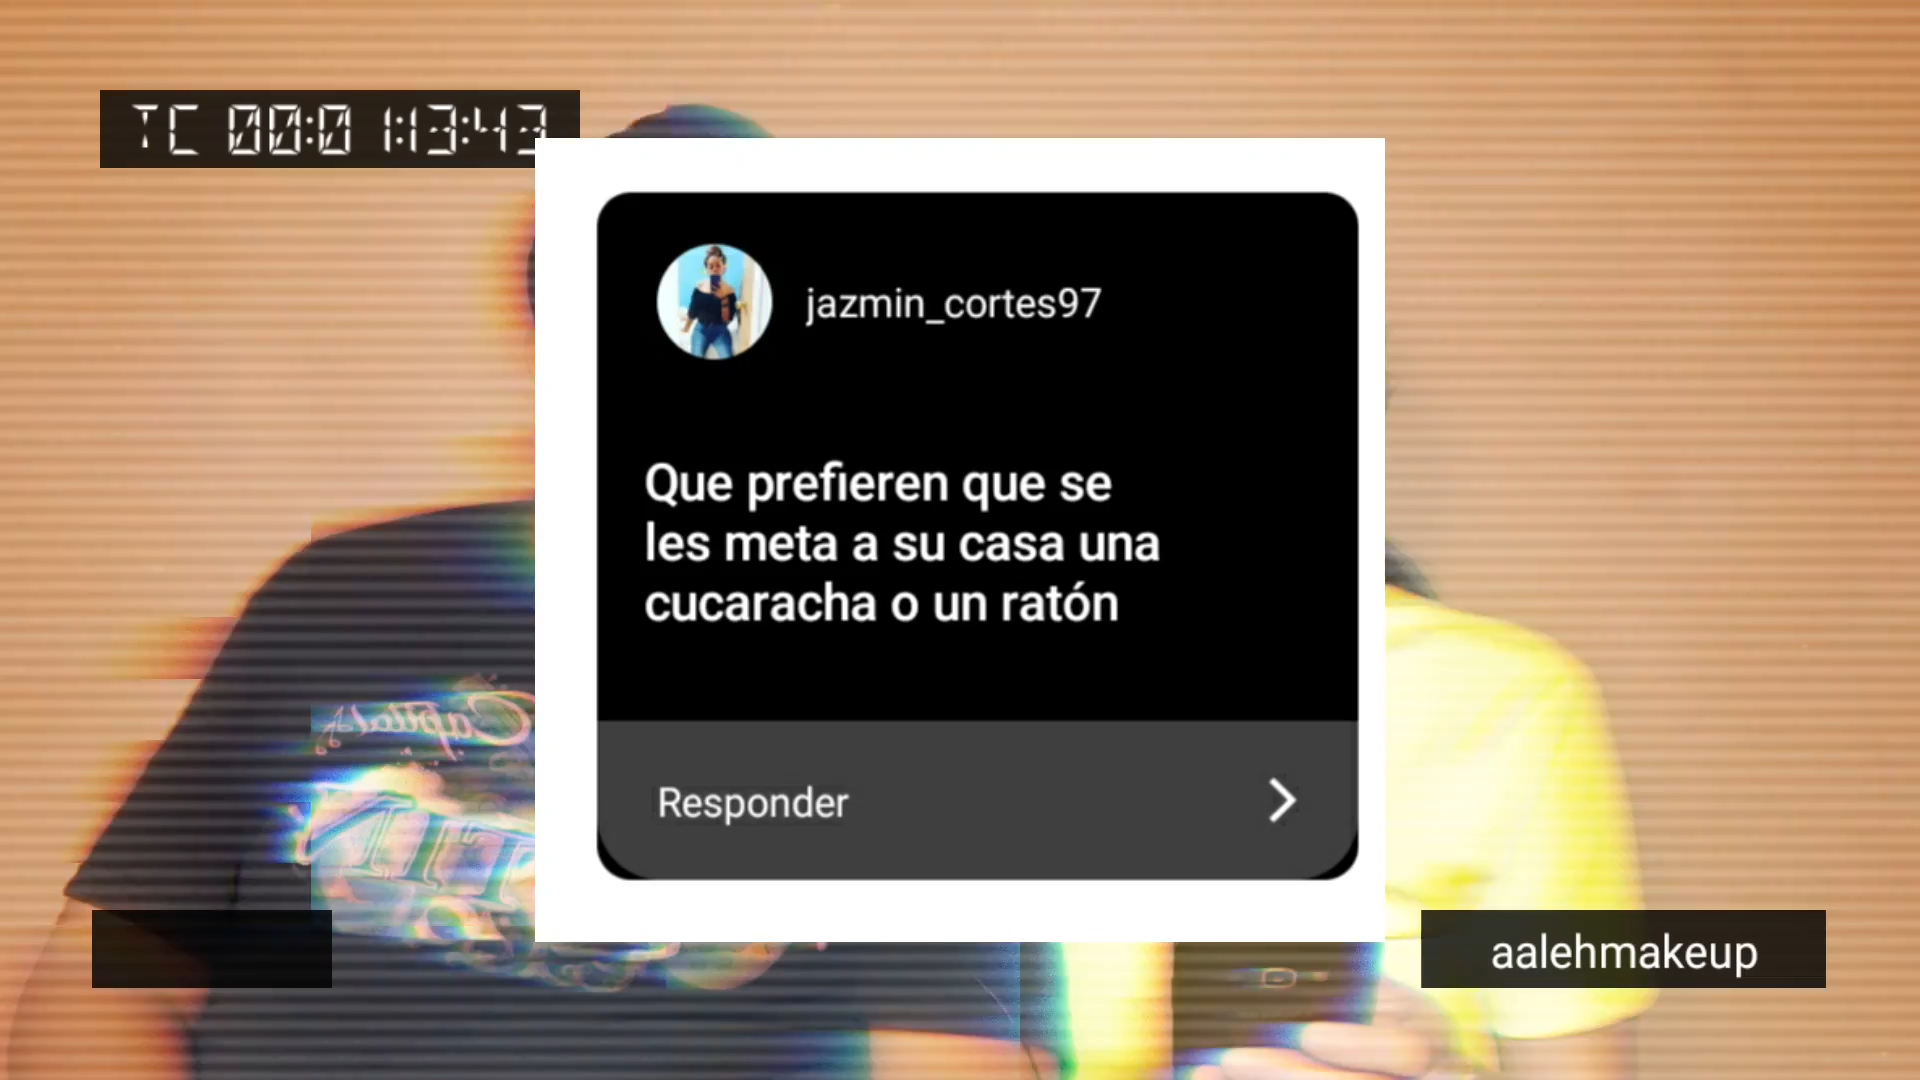 TC 00:01:13:43
jazmin_cortes97
Que prefieren que se
les meta a su casa una
cucaracha o un ratón
Responder
Capital
aalehmakeup